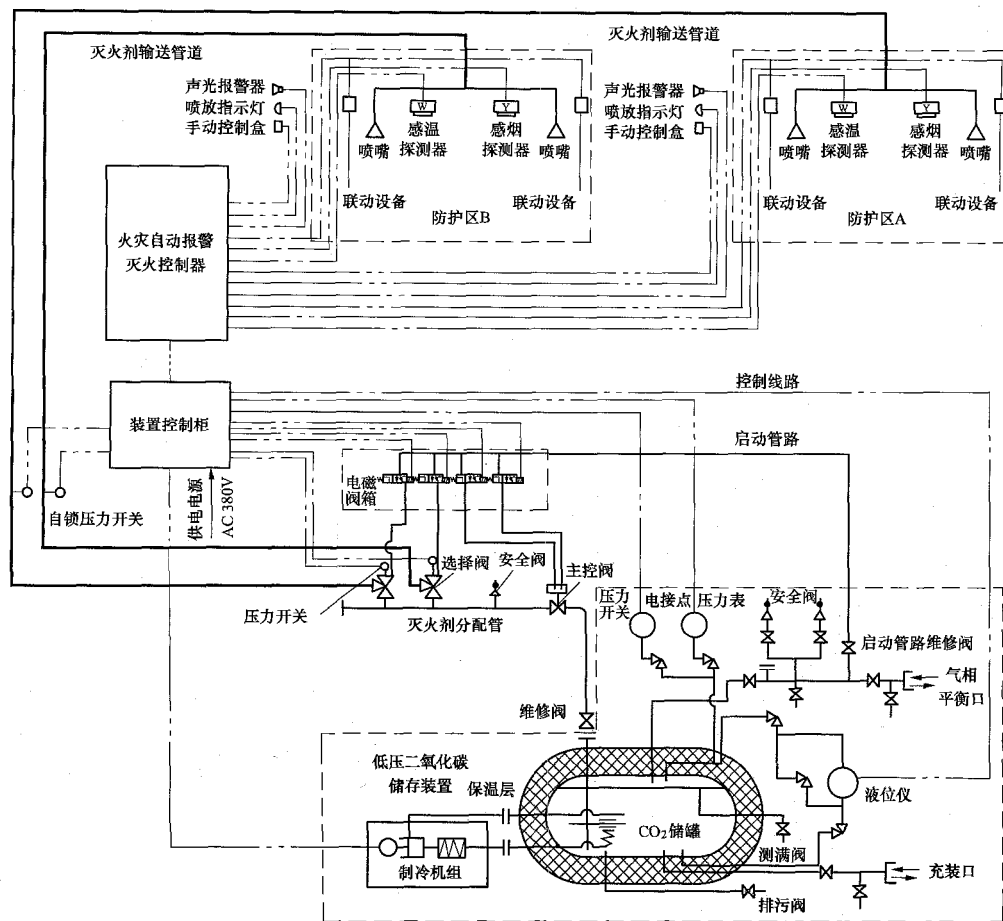 灭火剂输送管道
灭火剂输送管道
声光报警器
喷放指示灯
手动控制盒
W
感温
探测器
Y
感烟
探测器
喷嘴
喷嘴
联动设备
联动设备
防护区B
声光报警器
喷放指示灯
手动控制盒
W
感温
探测器
Y
感烟
探测器
喷嘴
喷嘴
联动设备
联动设备
防护区A
火灾自动报警
灭火控制器
装置控制柜
控制线路
启动管路
电磁
阀箱
自锁压力开关
供电电源
AC 380V
选择阀
安全阀
主控阀
压力开关
灭火剂分配管
压力
开关
电接点
压力表
安全阀
启动管路维修阀
气相
平衡口
维修阀
低压二氧化碳
储存装置
保温层
CO₂储罐
液位仪
测满阀
制冷机组
充装口
排污阀